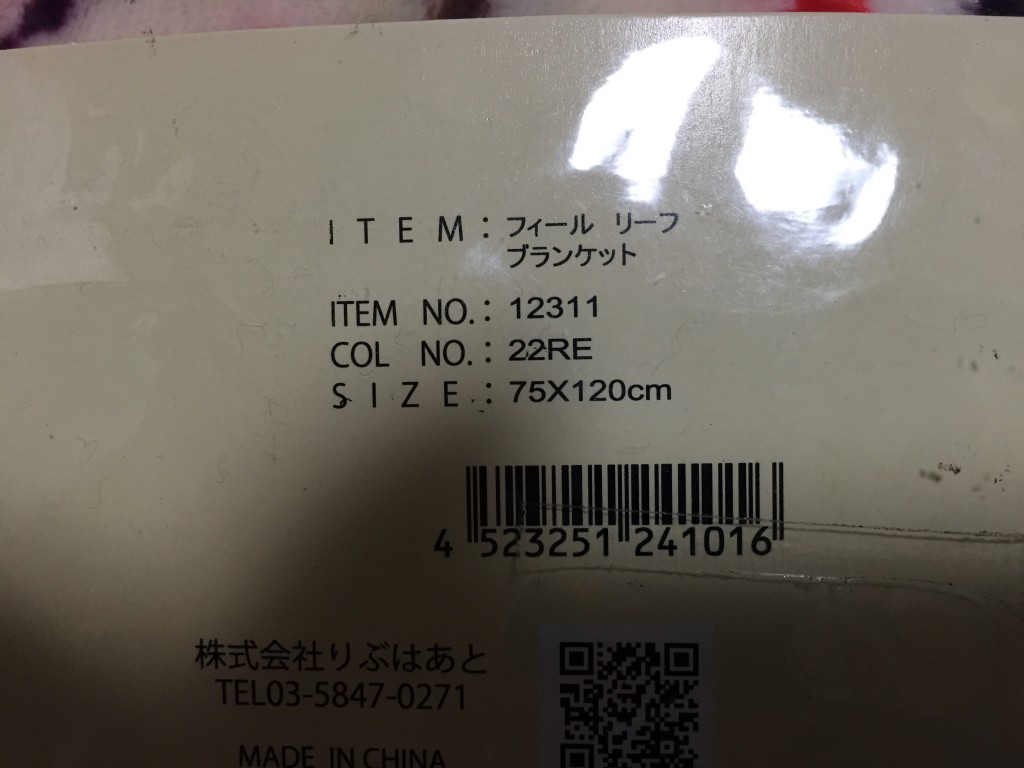 ITEM：フィール リーフ
ブランケット
ITEM NO.：12311
COL NO.：22RE
SIZE：75X120cm
4 523251 241016
株式会社りぶはあと
TEL03-5847-0271
MADE IN CHINA